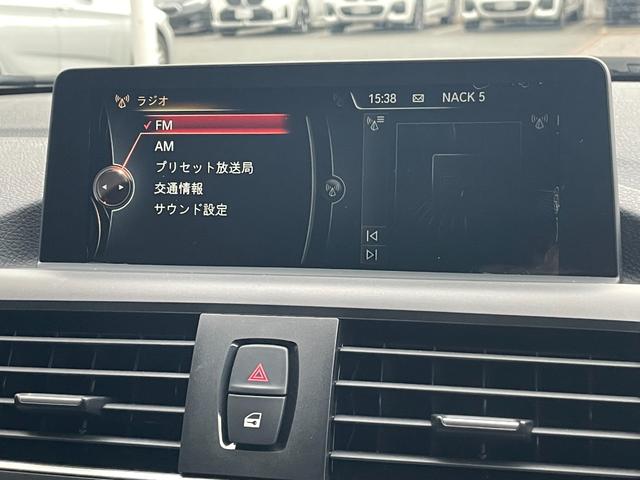 ラジオ
15:38 NACK 5
✓ FM
AM
プリセット放送局
交通情報
サウンド設定